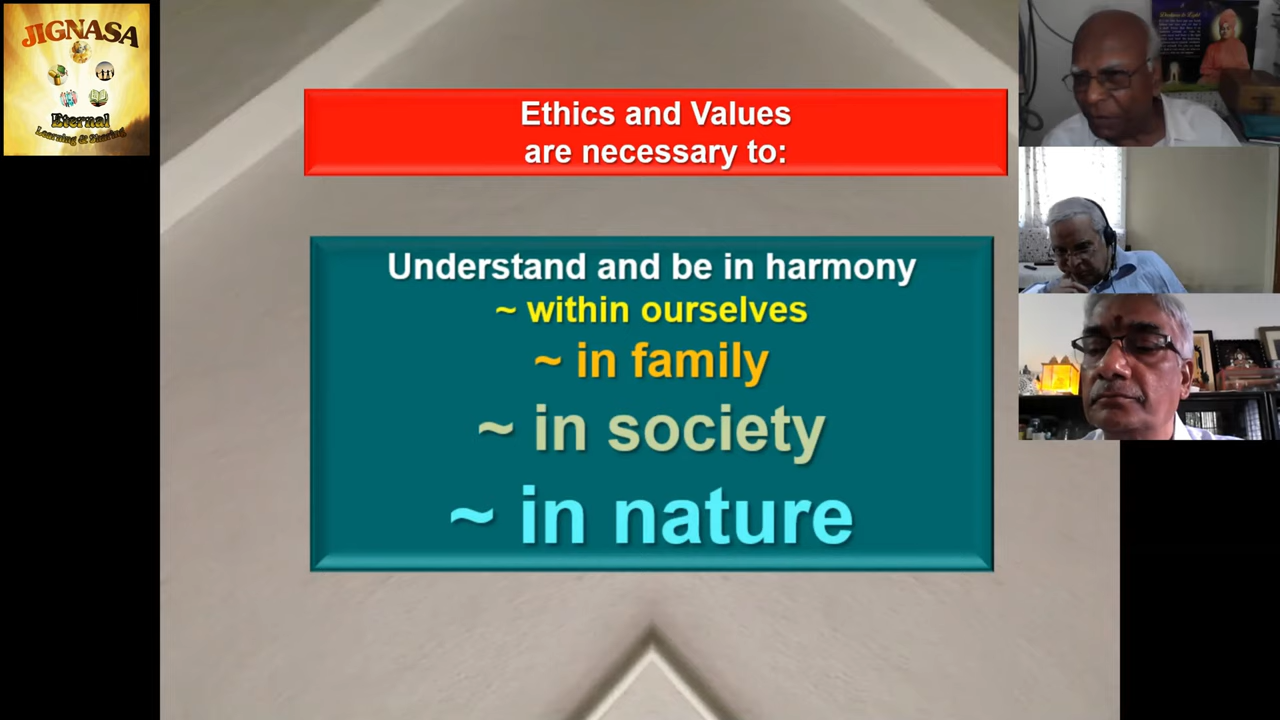 JIGNASA
Eternal
Learning & Sharing
Ethics and Values
are necessary to:
Understand and be in harmony
~ within ourselves
~ in family
~ in society
~ in nature